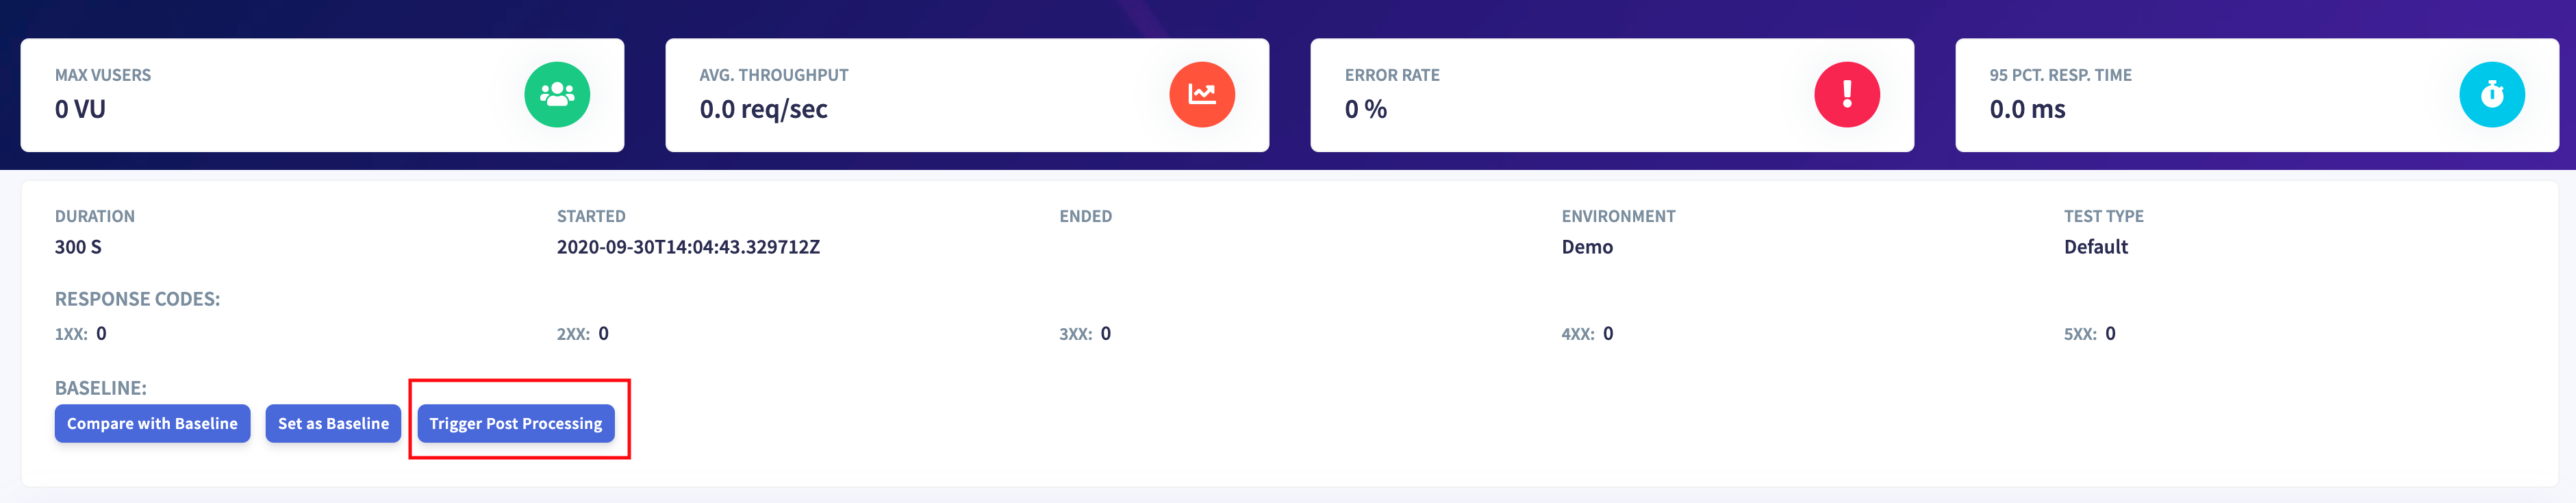 MAX VUSERS
0 VU
AVG. THROUGHPUT
0.0 req/sec
ERROR RATE
0 %
95 PCT. RESP. TIME
0.0 ms
DURATION
300 S
STARTED
2020-09-30T14:04:43.329712Z
ENDED
ENVIRONMENT
Demo
TEST TYPE
Default
RESPONSE CODES:
1XX: 0
2XX: 0
3XX: 0
4XX: 0
5XX: 0
BASELINE:
Compare with Baseline
Set as Baseline
Trigger Post Processing